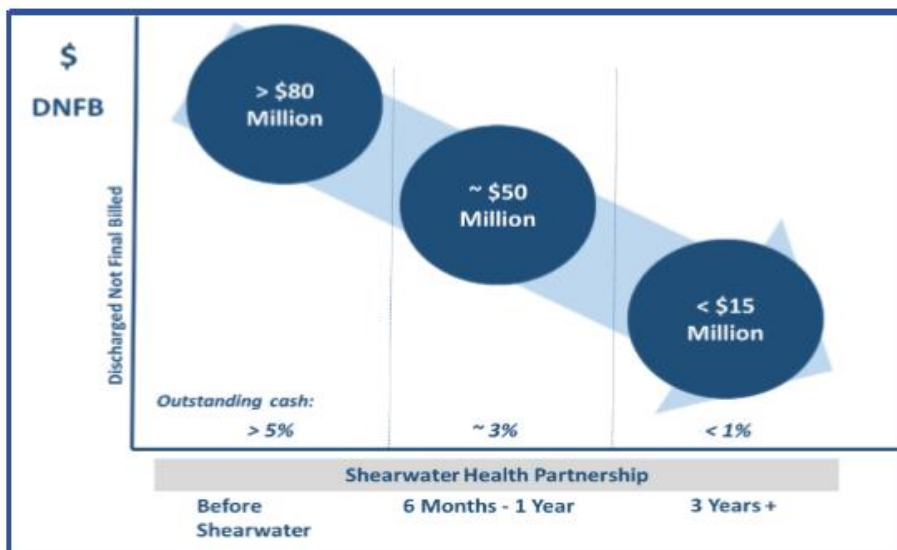 $
DNFB
Discharged Not Final Billed
> $80
Million
~ $50
Million
< $15
Million
Outstanding cash:
> 5%
~ 3%
< 1%
Shearwater Health Partnership
Before
Shearwater
6 Months - 1 Year
3 Years +